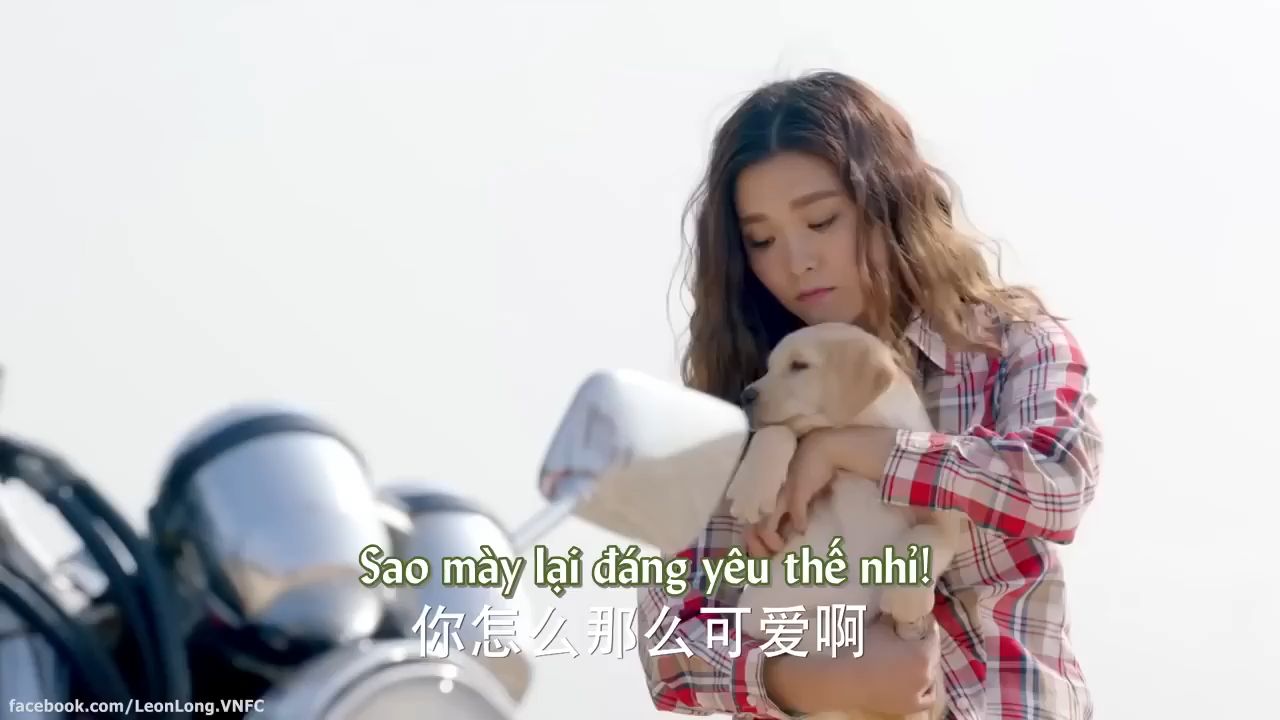 Sao mày lại đáng yêu thế nhỉ!
你怎么那么可爱啊
facebook.com/LeonLong.VNFC